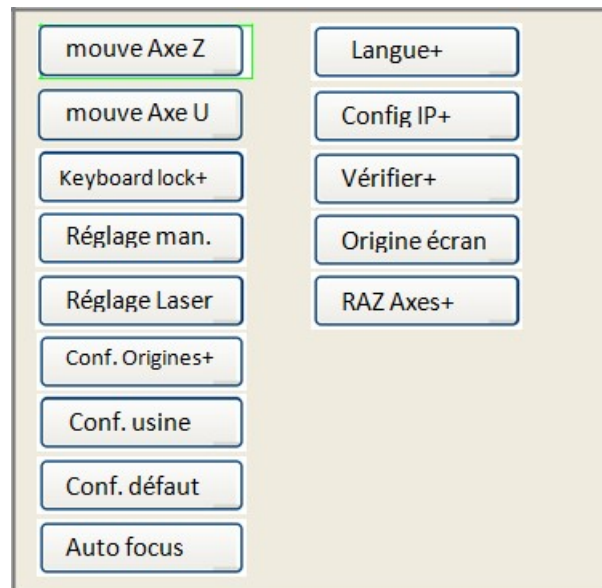 mouve Axe Z
mouve Axe U
Keyboard lock+
Réglage man.
Réglage Laser
Conf. Origines+
Conf. usine
Conf. défaut
Auto focus
Langue+
Config IP+
Vérifier+
Origine écran
RAZ Axes+